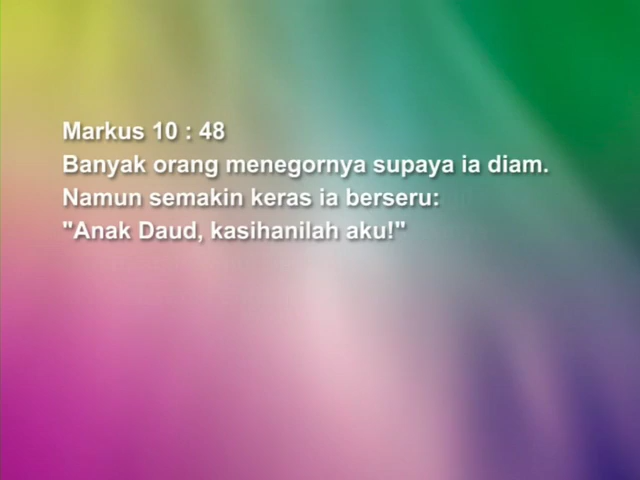 Markus 10 : 48
Banyak orang menegornya supaya ia diam.
Namun semakin keras ia berseru:
"Anak Daud, kasihanilah aku!"